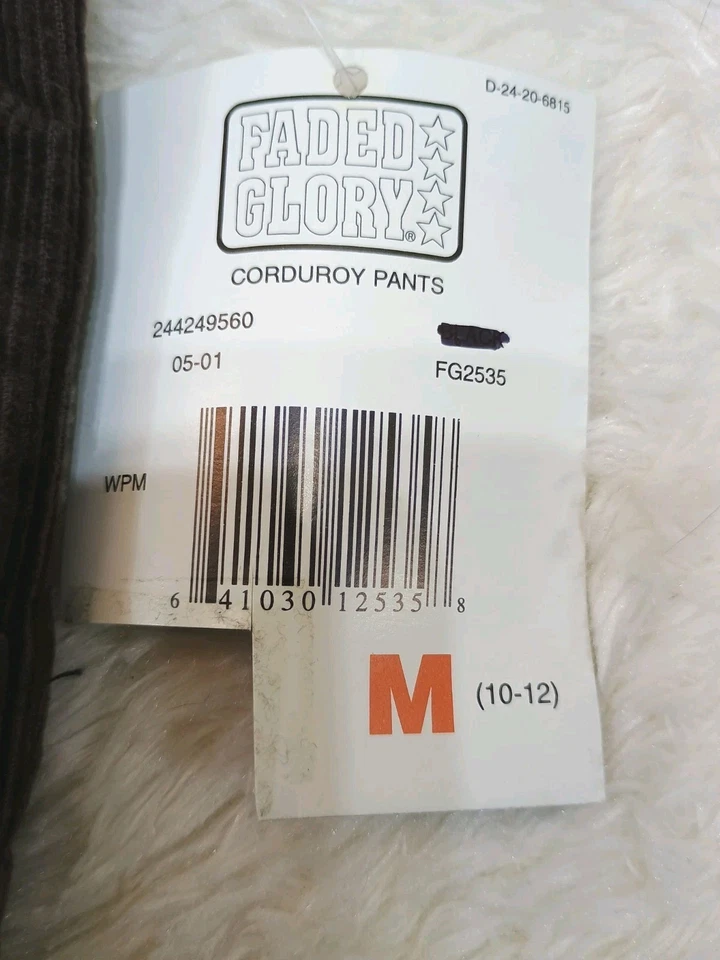 D-24-20-6815
FADED
GLORY®
CORDUROY PANTS
244249560
05-01
FG2535
WPM
6 41030 12535 8
M (10-12)